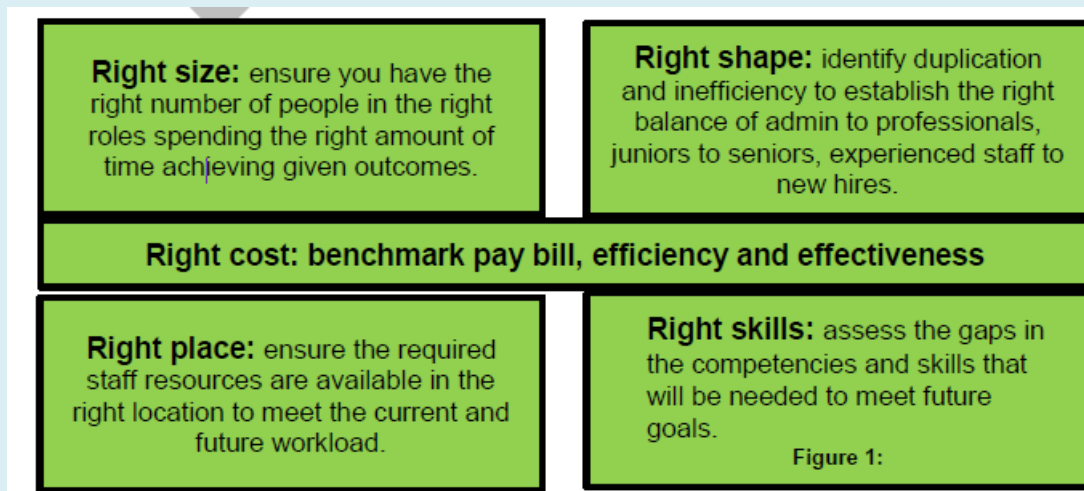 Right size: ensure you have the
right number of people in the right
roles spending the right amount of
time achieving given outcomes.
Right shape: identify duplication
and inefficiency to establish the right
balance of admin to professionals,
juniors to seniors, experienced staff to
new hires.
Right cost: benchmark pay bill, efficiency and effectiveness
Right place: ensure the required
staff resources are available in the
right location to meet the current and
future workload.
Right skills: assess the gaps in
the competencies and skills that
will be needed to meet future
goals.
Figure 1: